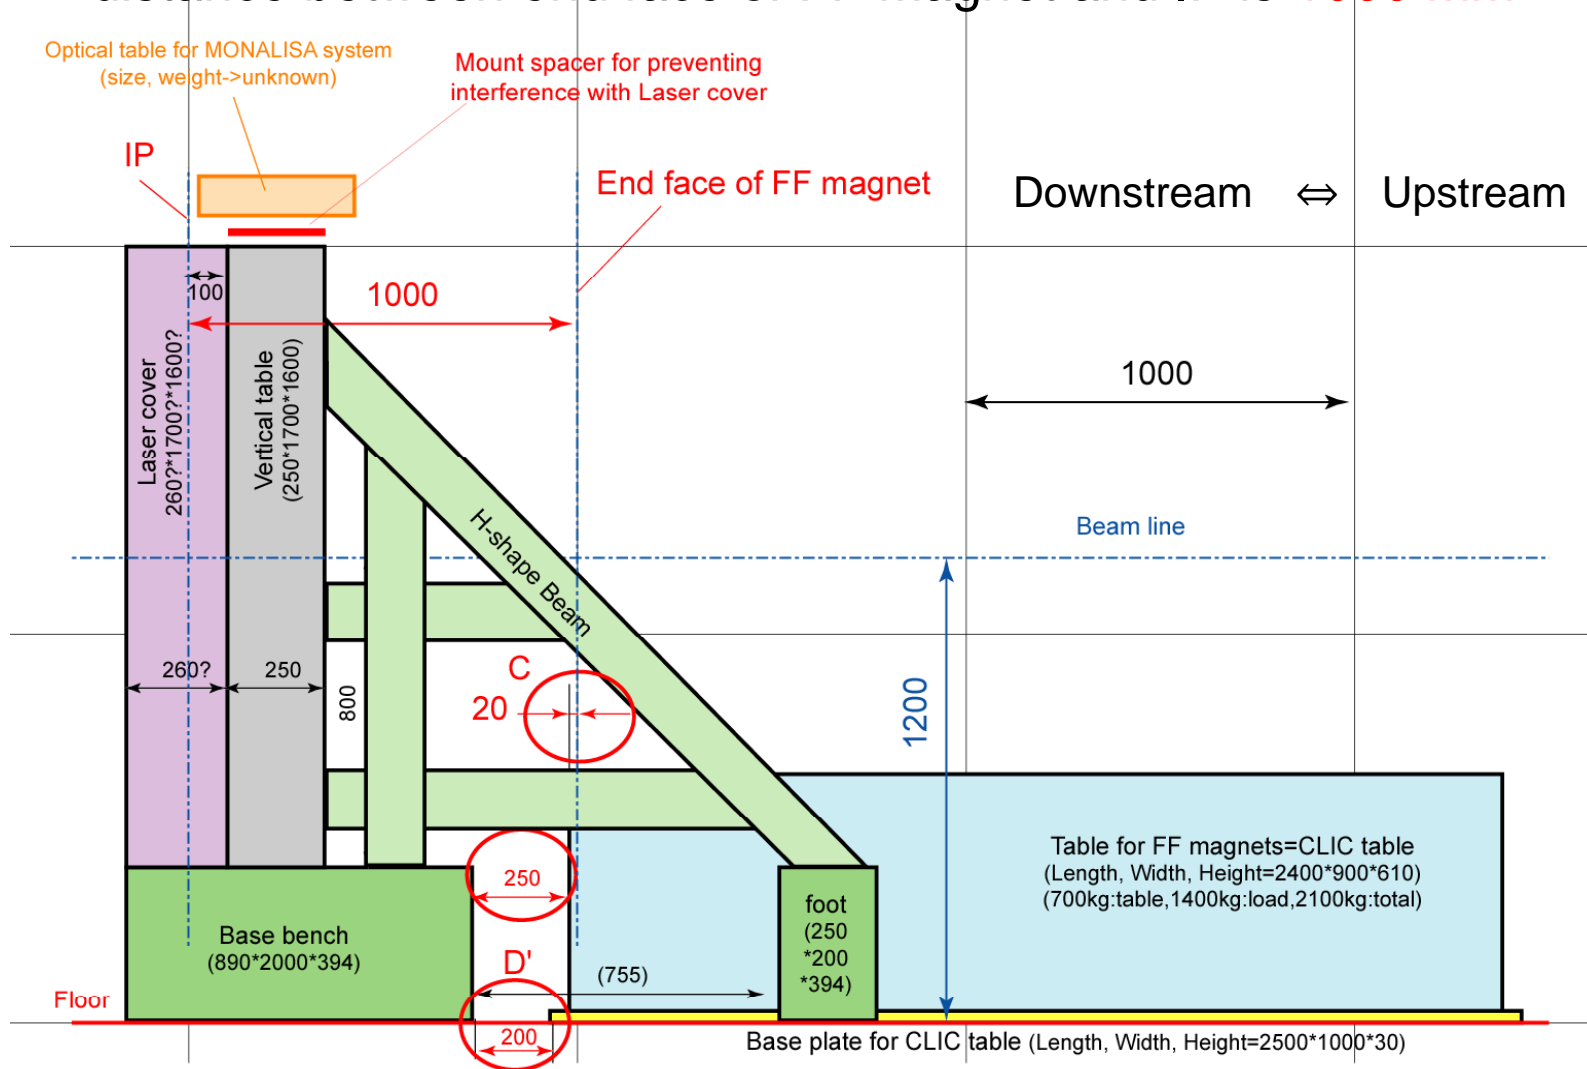 Optical table for MONALISA system
(size, weight->unknown)
Mount spacer for preventing
interference with Laser cover
IP
End face of FF magnet
Downstream ⇔ Upstream
100
1000
1000
Laser cover
260?*1700?*1600?
Vertical table
(250*1700*1600)
H-shape Beam
Beam line
260?
250
800
C
20
1200
250
Table for FF magnets=CLIC table
(Length, Width, Height=2400*900*610)
(700kg:table,1400kg:load,2100kg:total)
foot
(250
*200
*394)
Base bench
(890*2000*394)
D'
(755)
Floor
200
Base plate for CLIC table (Length, Width, Height=2500*1000*30)